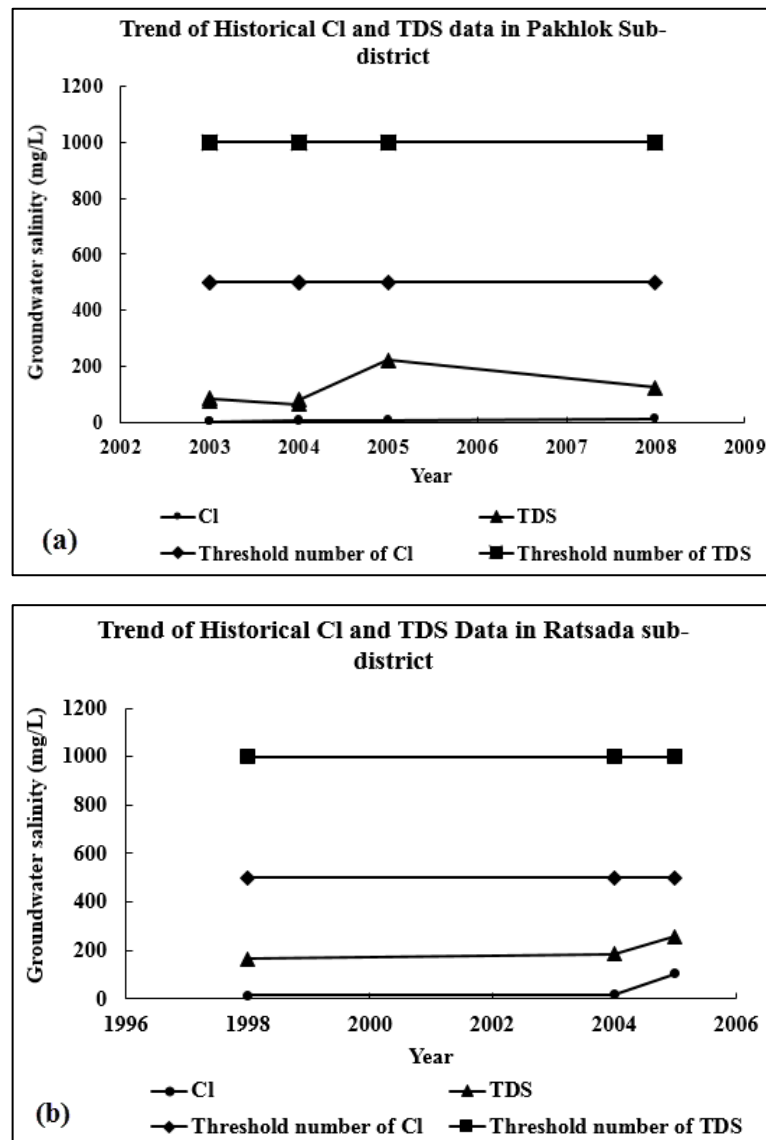 Trend of Historical Cl and TDS data in Pakhlok Sub-
district
Groundwater salinity (mg/L)
1200
1000
800
600
400
200
0
2002 2003 2004 2005 2006 2007 2008 2009
Year
Cl TDS
Threshold number of Cl Threshold number of TDS
(a)
Trend of Historical Cl and TDS Data in Ratsada sub-
district
Groundwater salinity (mg/L)
1200
1000
800
600
400
200
0
1996 1998 2000 2002 2004 2006
Year
Cl TDS
Threshold number of Cl Threshold number of TDS
(b)